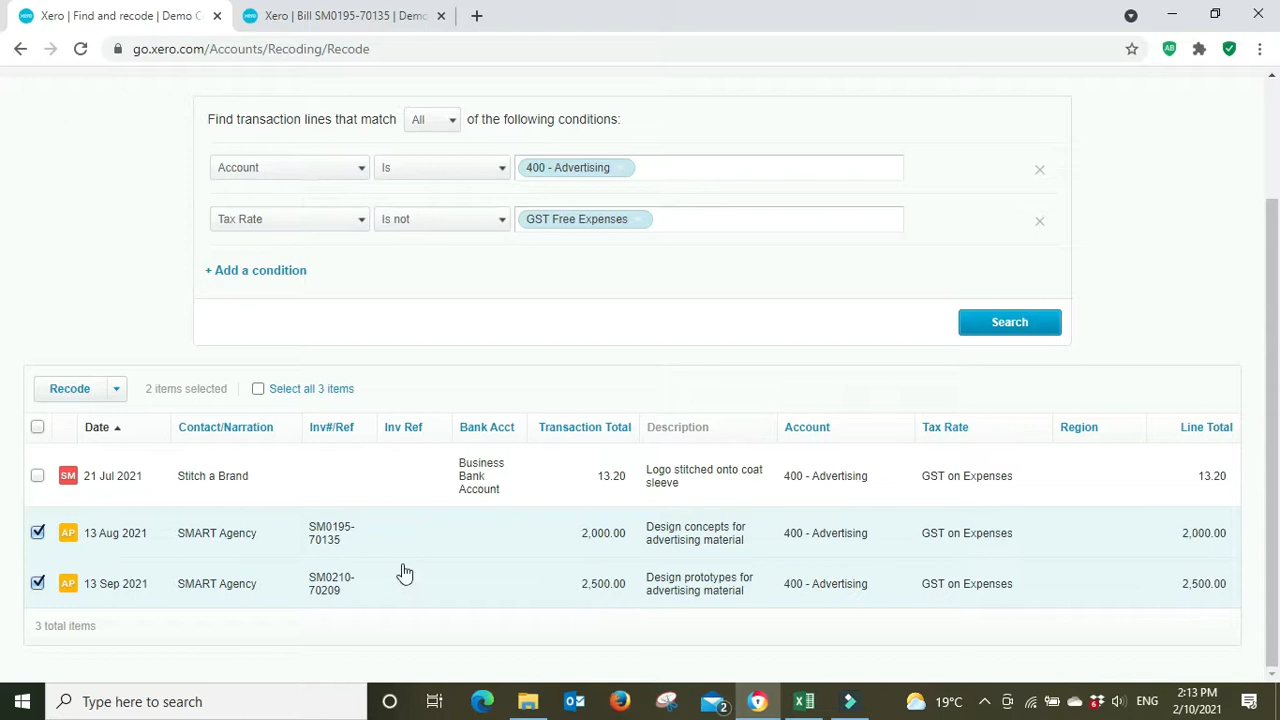 Xero | Find and recode | Demo C
Xero | Bill SM0195-70135 | Demo
go.xero.com/Accounts/Recoding/Recode
AB
Find transaction lines that match All of the following conditions:
Account Is 400 - Advertising
Tax Rate Is not GST Free Expenses
+ Add a condition
Search
Recode 2 items selected Select all 3 items
Date Contact/Narration Inv#/Ref Inv Ref Bank Acct Transaction Total Description Account Tax Rate Region Line Total
SM 21 Jul 2021 Stitch a Brand Business Bank Account 13.20 Logo stitched onto coat sleeve 400 - Advertising GST on Expenses 13.20
AP 13 Aug 2021 SMART Agency SM0195-70135 2,000.00 Design concepts for advertising material 400 - Advertising GST on Expenses 2,000.00
AP 13 Sep 2021 SMART Agency SM0210-70209 2,500.00 Design prototypes for advertising material 400 - Advertising GST on Expenses 2,500.00
3 total items
Type here to search
2
19°C
6
ENG
2:13 PM
2/10/2021